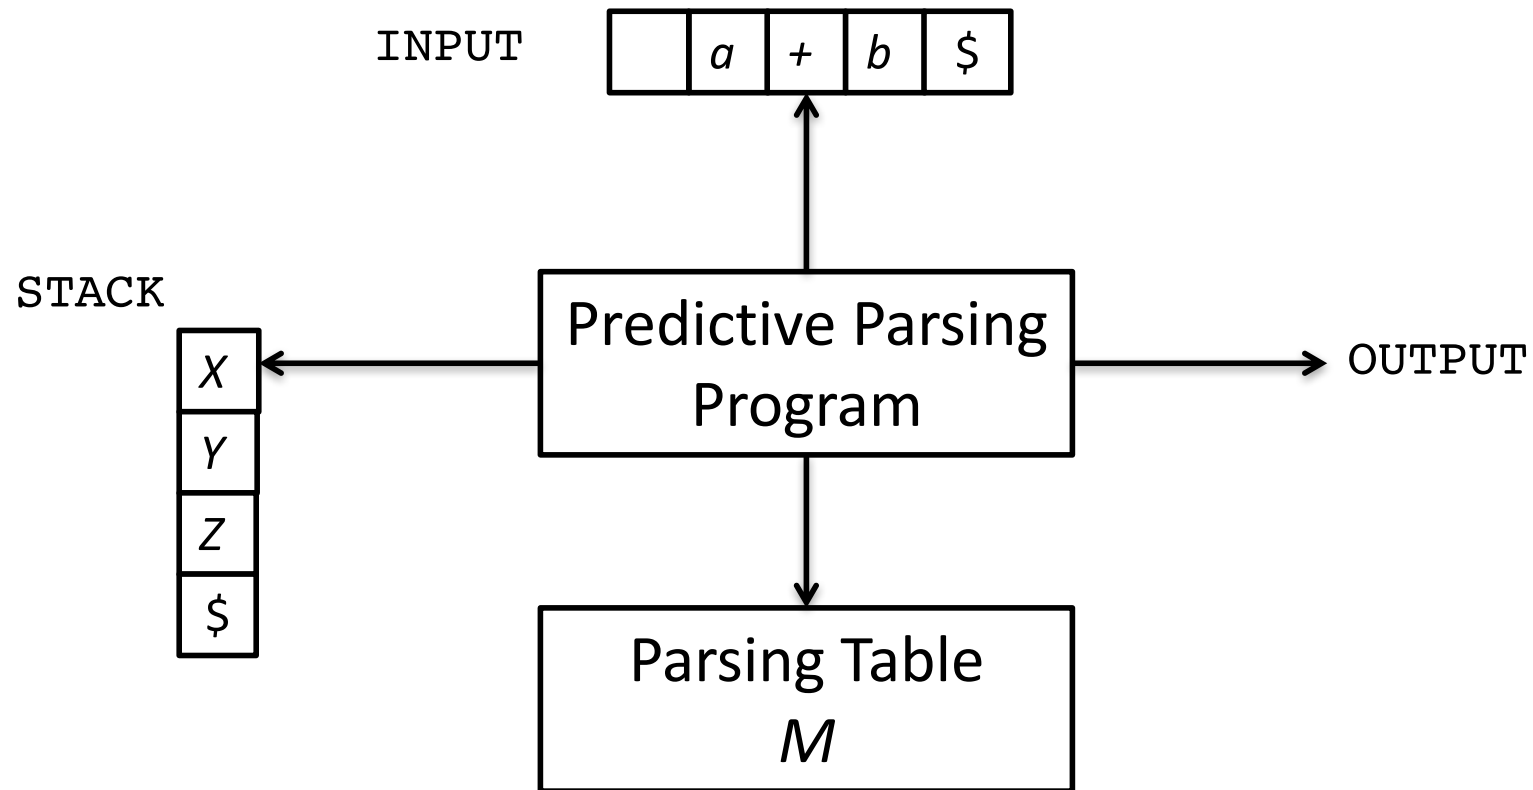 INPUT a + b $
STACK
Predictive Parsing
Program
OUTPUT
X
Y
Z
$
Parsing Table
M